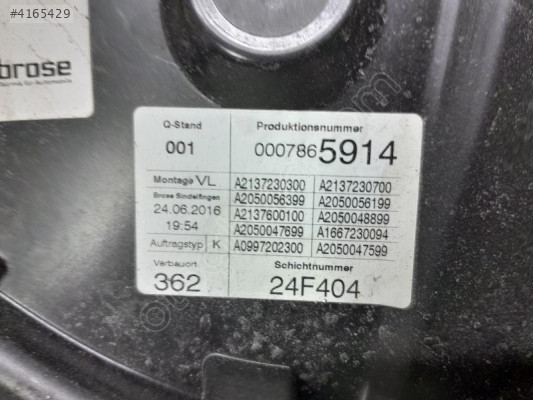 #4165429
brose
Q-Stand
Produktionsnummer
001
0007865914
Montage VL
A2137230300 A2137230700
Brose Sindelfingen
A2050056399 A2050056199
24.06.2016
A2137600100 A2050048899
19:54
A2050047699 A1667230094
Auftragstyp K
A0997202300 A2050047599
Verbauort
Schichtnummer
362
24F404